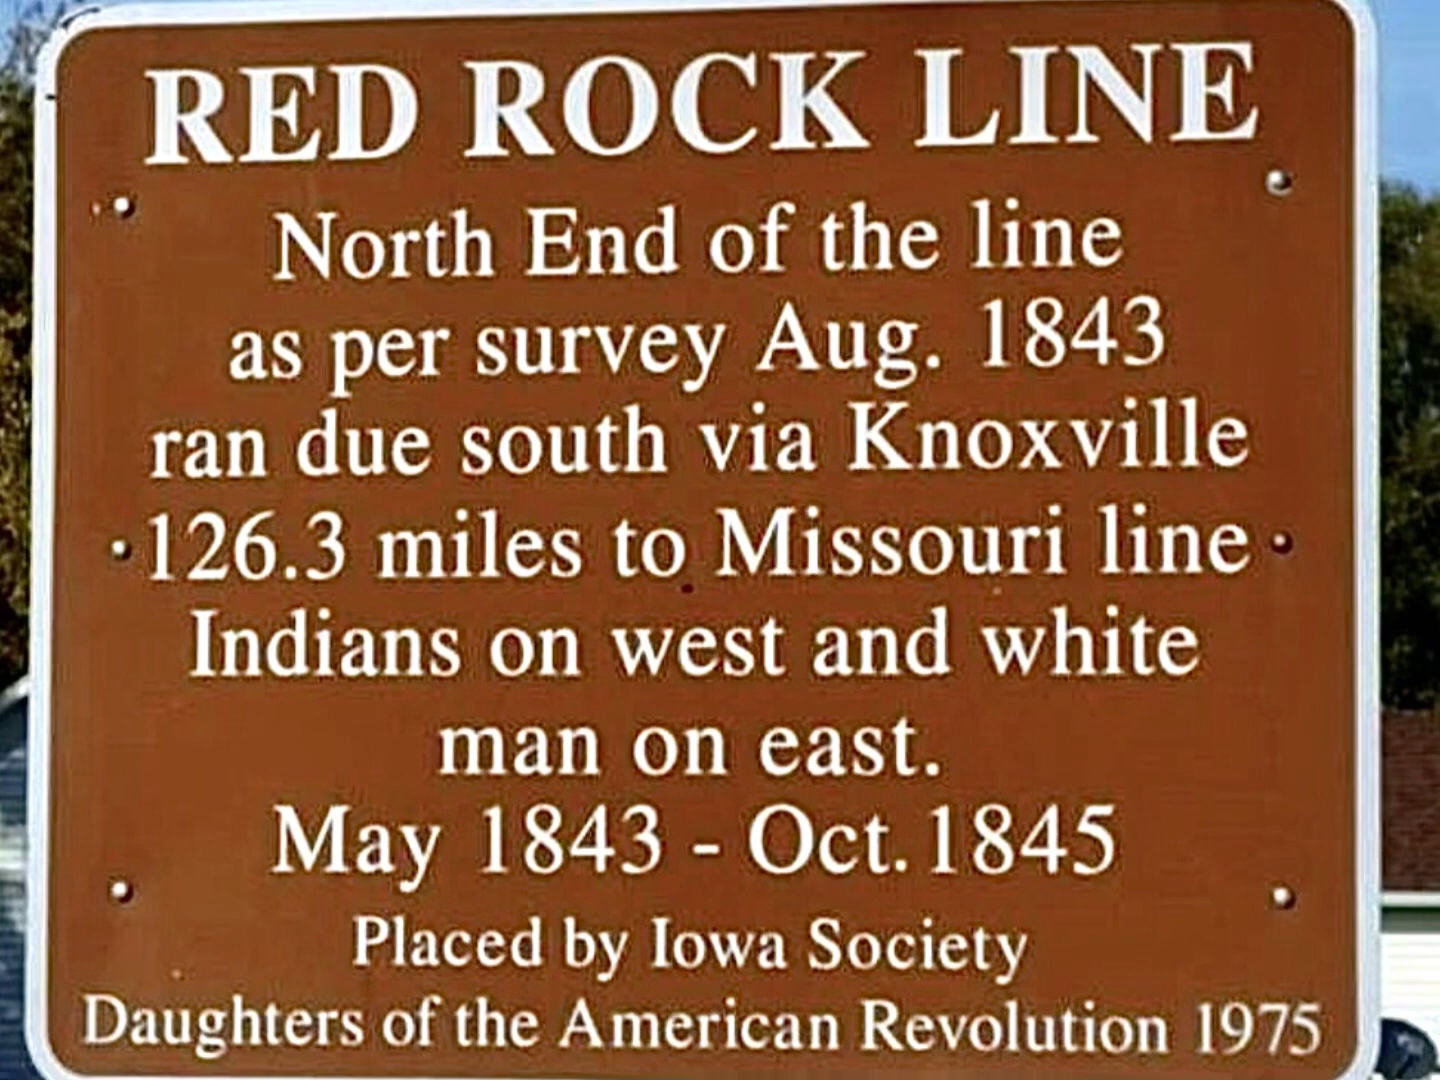 RED ROCK LINE
North End of the line
as per survey Aug. 1843
ran due south via Knoxville
126.3 miles to Missouri line
Indians on west and white
man on east.
May 1843 - Oct. 1845
Placed by Iowa Society
Daughters of the American Revolution 1975